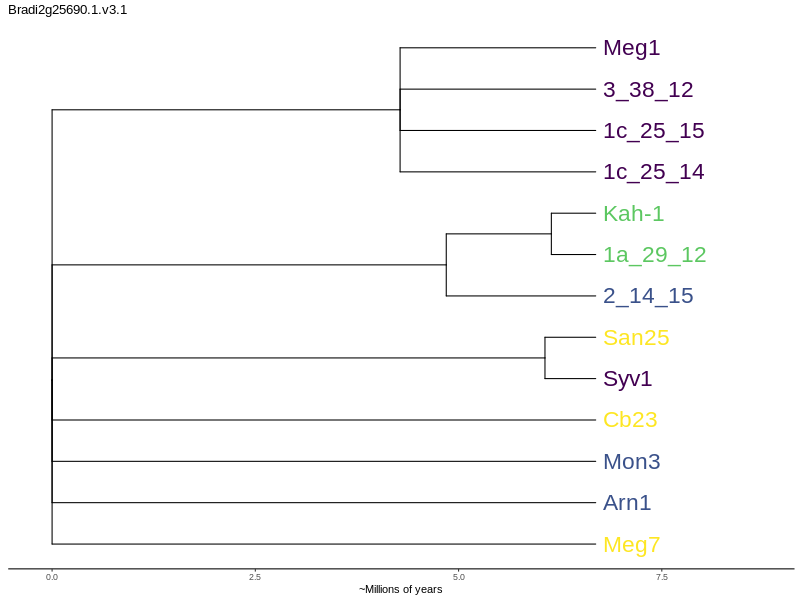 Bradi2g25690.1.v3.1
Meg1
3_38_12
1c_25_15
1c_25_14
Kah-1
1a_29_12
2_14_15
San25
Syv1
Cb23
Mon3
Arn1
Meg7
0.0 2.5 5.0 7.5
~Millions of years